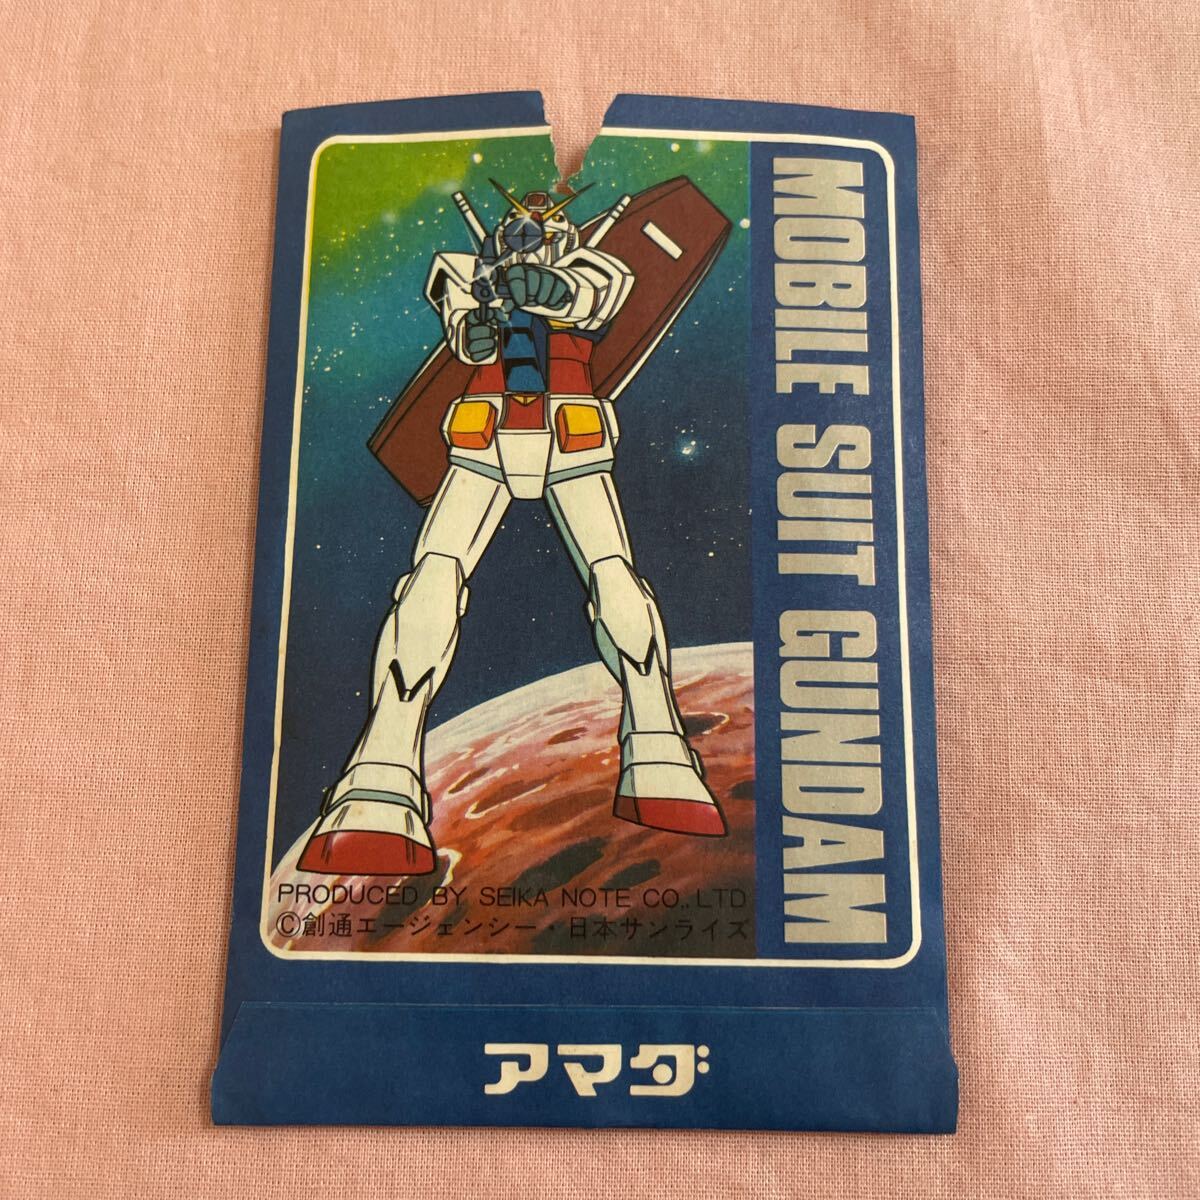 MOBILE SUIT GUNDAM
PRODUCED BY SEIKA NOTE CO., LTD
©創通エージェンシー・日本サンライズ
アマダ